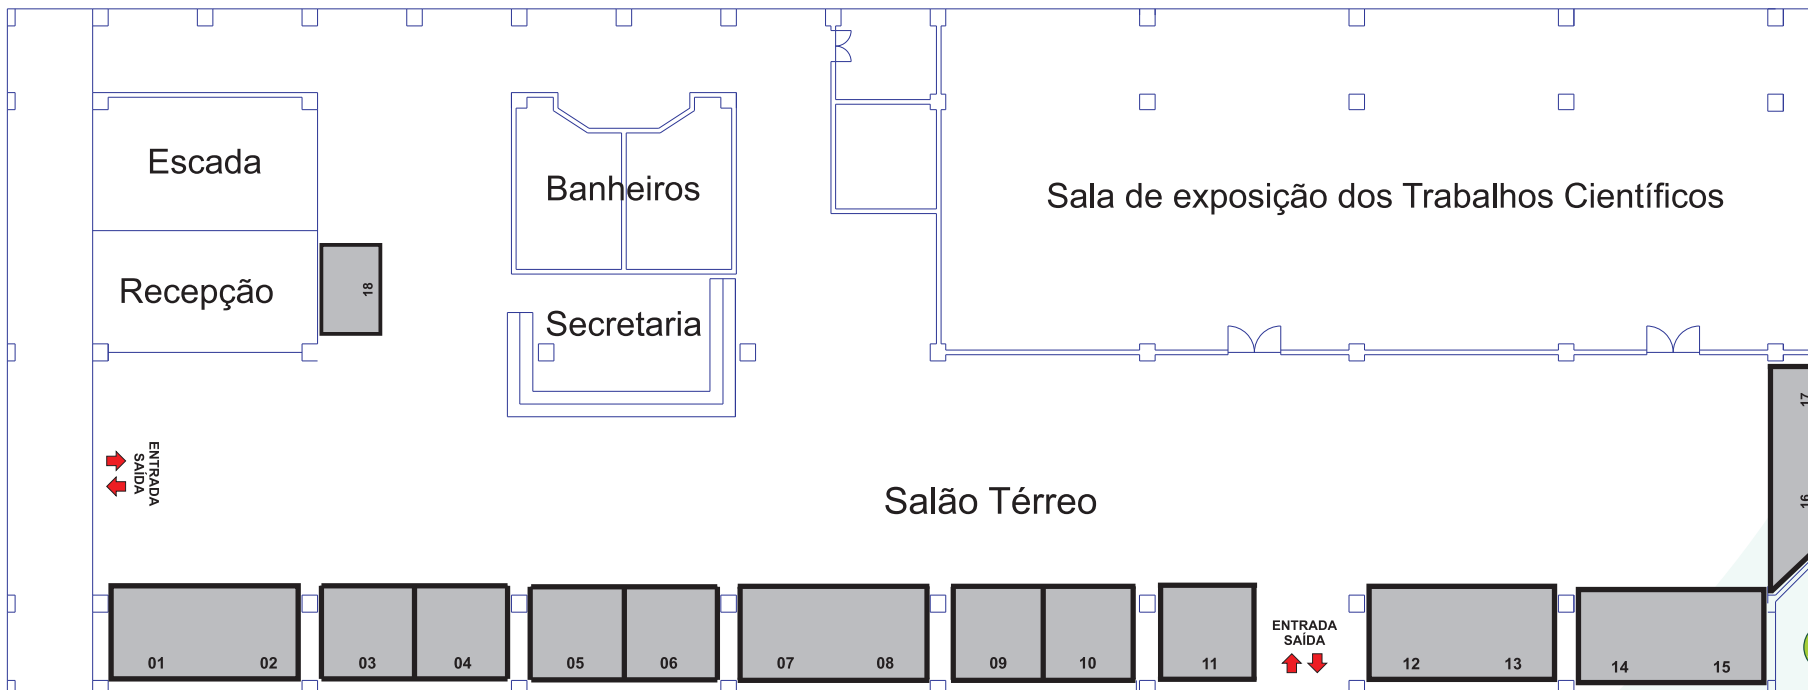 Escada
Banheiros
Sala de exposição dos Trabalhos Científicos
Recepção
18
Secretaria
17
ENTRADA
SAÍDA
Salão Térreo
16
ENTRADA
SAÍDA
01 02 03 04 05 06 07 08 09 10 11 12 13 14 15